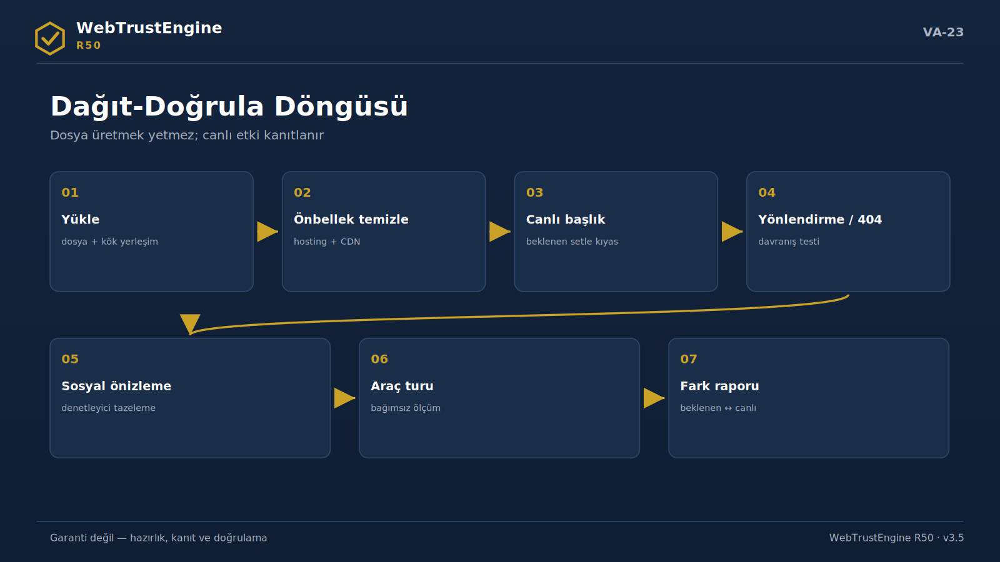 WebTrustEngine
R50
VA-23
Dağıt-Doğrula Döngüsü
Dosya üretmek yetmez; canlı etki kanıtlanır
01
Yükle
dosya + kök yerleşim
02
Önbellek temizle
hosting + CDN
03
Canlı başlık
beklenen setle kıyas
04
Yönlendirme / 404
davranış testi
05
Sosyal önizleme
denetleyici tazeleme
06
Araç turu
bağımsız ölçüm
07
Fark raporu
beklenen ↔ canlı
Garanti değil — hazırlık, kanıt ve doğrulama
WebTrustEngine R50 · v3.5